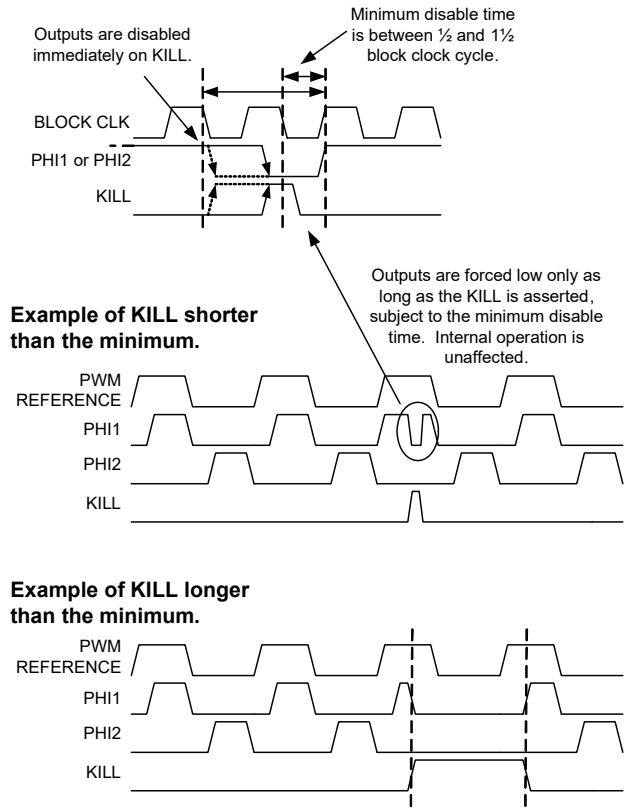 Outputs are disabled
immediately on KILL.
Minimum disable time
is between ½ and 1½
block clock cycle.
BLOCK CLK
PHI1 or PHI2
KILL
Outputs are forced low only as
long as the KILL is asserted,
subject to the minimum disable
time. Internal operation is
unaffected.
Example of KILL shorter
than the minimum.
PWM
REFERENCE
PHI1
PHI2
KILL
Example of KILL longer
than the minimum.
PWM
REFERENCE
PHI1
PHI2
KILL